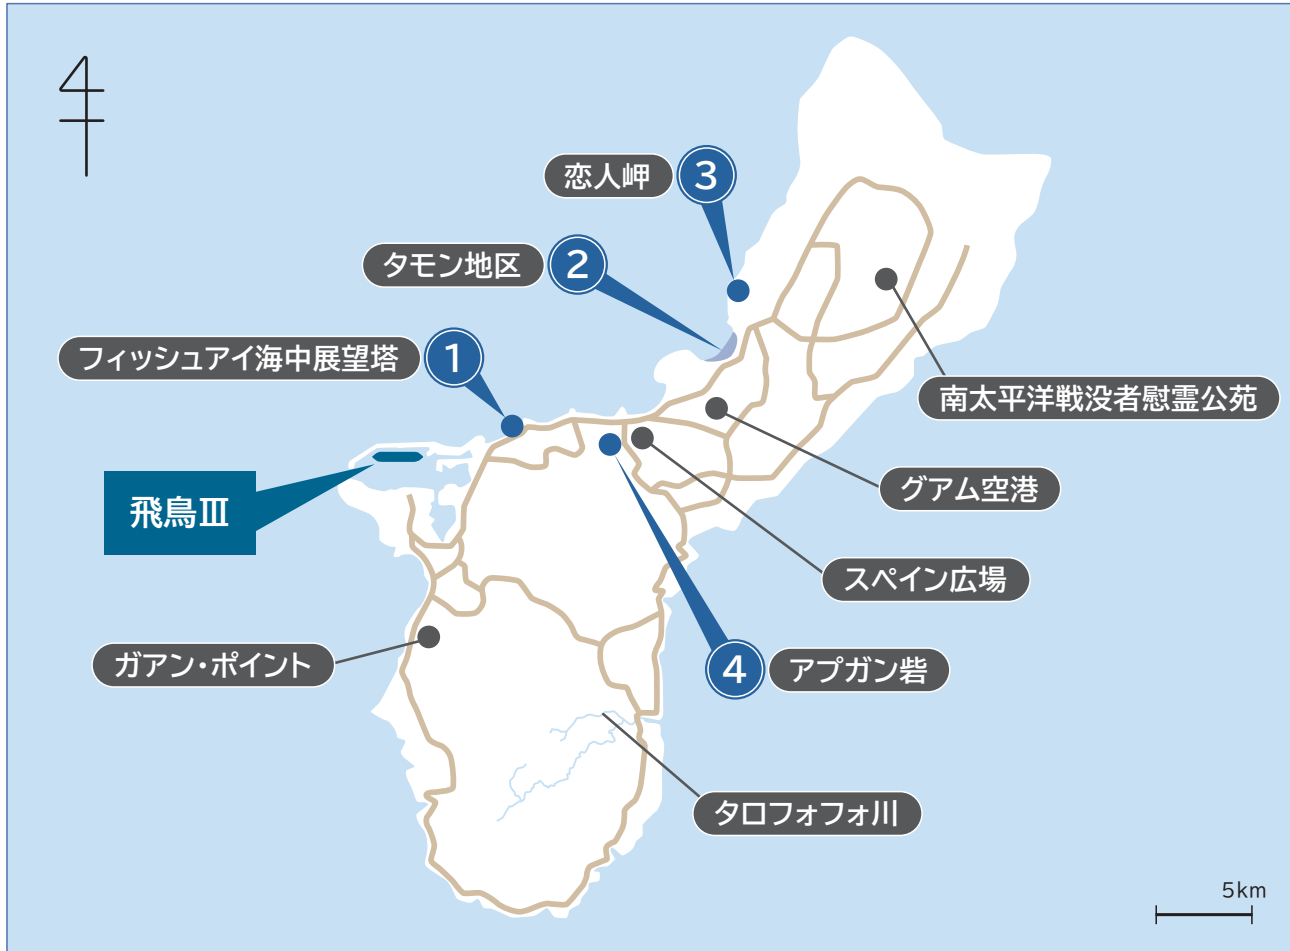 恋人岬
3
タモン地区
2
フィッシュアイ海中展望塔
1
南太平洋戦没者慰霊公苑
グアム空港
飛鳥Ⅲ
スペイン広場
ガアン・ポイント
4
アプガン砦
タロフォフォ川
5km